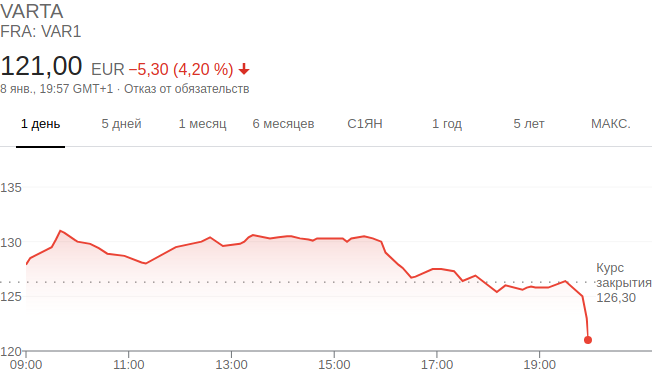 VARTA
FRA: VAR1
121,00 EUR −5,30 (4,20 %)
8 янв., 19:57 GMT+1 · Отказ от обязательств
1 день 5 дней 1 месяц 6 месяцев С1ЯН 1 год 5 лет МАКС.
135
130
Курс
закрытия
126,30
125
120
09:00 11:00 13:00 15:00 17:00 19:00